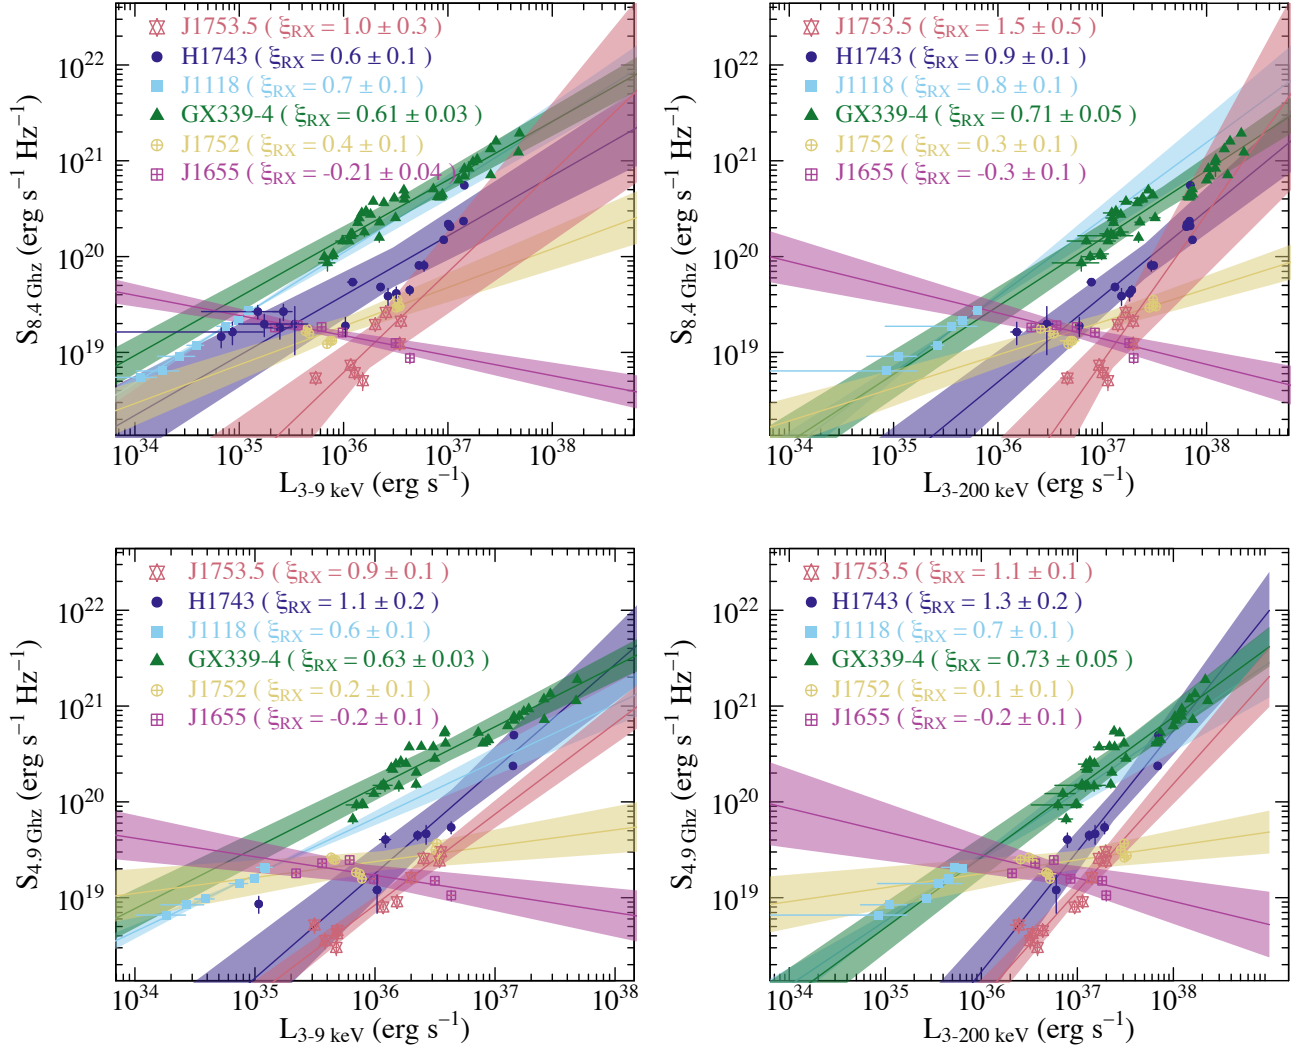 J1753.5 ( ξRX = 1.0 ± 0.3 )
H1743 ( ξRX = 0.6 ± 0.1 )
J1118 ( ξRX = 0.7 ± 0.1 )
GX339-4 ( ξRX = 0.61 ± 0.03 )
J1752 ( ξRX = 0.4 ± 0.1 )
J1655 ( ξRX = -0.21 ± 0.04 )
10^22
10^21
10^20
10^19
S8.4 Ghz (erg s−1 Hz−1)
10^34 10^35 10^36 10^37 10^38
L3-9 keV (erg s−1)
J1753.5 ( ξRX = 1.5 ± 0.5 )
H1743 ( ξRX = 0.9 ± 0.1 )
J1118 ( ξRX = 0.8 ± 0.1 )
GX339-4 ( ξRX = 0.71 ± 0.05 )
J1752 ( ξRX = 0.3 ± 0.1 )
J1655 ( ξRX = -0.3 ± 0.1 )
10^22
10^21
10^20
10^19
S8.4 Ghz (erg s−1 Hz−1)
10^34 10^35 10^36 10^37 10^38
L3-200 keV (erg s−1)
J1753.5 ( ξRX = 0.9 ± 0.1 )
H1743 ( ξRX = 1.1 ± 0.2 )
J1118 ( ξRX = 0.6 ± 0.1 )
GX339-4 ( ξRX = 0.63 ± 0.03 )
J1752 ( ξRX = 0.2 ± 0.1 )
J1655 ( ξRX = -0.2 ± 0.1 )
10^22
10^21
10^20
10^19
S4.9 Ghz (erg s−1 Hz−1)
10^34 10^35 10^36 10^37 10^38
L3-9 keV (erg s−1)
J1753.5 ( ξRX = 1.1 ± 0.1 )
H1743 ( ξRX = 1.3 ± 0.2 )
J1118 ( ξRX = 0.7 ± 0.1 )
GX339-4 ( ξRX = 0.73 ± 0.05 )
J1752 ( ξRX = 0.1 ± 0.1 )
J1655 ( ξRX = -0.2 ± 0.1 )
10^22
10^21
10^20
10^19
S4.9 Ghz (erg s−1 Hz−1)
10^34 10^35 10^36 10^37 10^38
L3-200 keV (erg s−1)